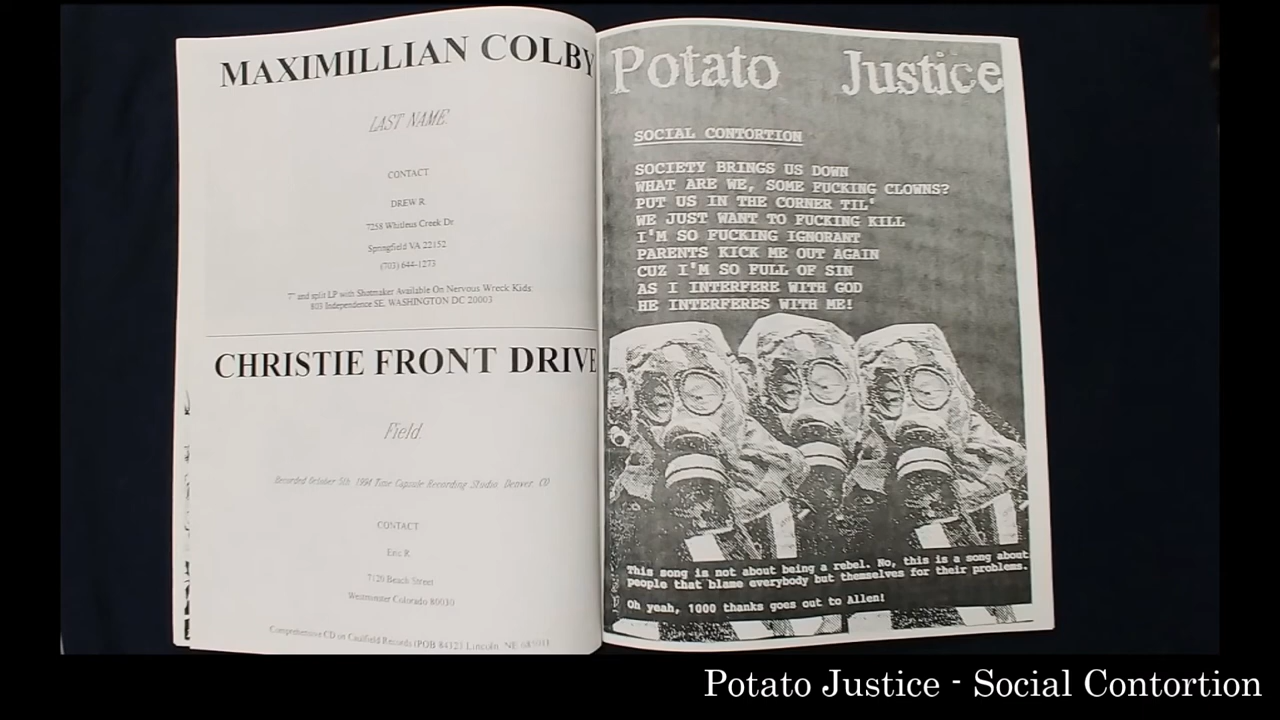 MAXIMILLIAN COLBY
LAST NAME.
CONTACT
DREW R.
7258 Whitleus Creek Dr
Springfield VA 22152
(703) 644-1273
7" and split LP with Shotmaker Available On Nervous Wreck Kids:
803 Independence SE, WASHINGTON DC 20003
CHRISTIE FRONT DRIVE
Field.
Recorded October 5th, 1994 Time Capsule Recording Studio Denver, CO
CONTACT
Eric R.
7126 Beach Street
Westminster Colorado 80030
Comprehensive CD on Caulfield Records (POB 84323 Lincoln, NE
Potato Justice
SOCIAL CONTORTION
SOCIETY BRINGS US DOWN
WHAT ARE WE, SOME FUCKING CLOWNS?
PUT US IN THE CORNER TIL'
WE JUST WANT TO FUCKING KILL
I'M SO FUCKING IGNORANT
PARENTS KICK ME OUT AGAIN
CUZ I'M SO FULL OF SIN
AS I INTERFERE WITH GOD
HE INTERFERES WITH ME!
This song is not about being a rebel. No, this is a song about
people that blame everybody but themselves for their problems.
Oh yeah, 1000 thanks goes out to Allen!
Potato Justice - Social Contortion